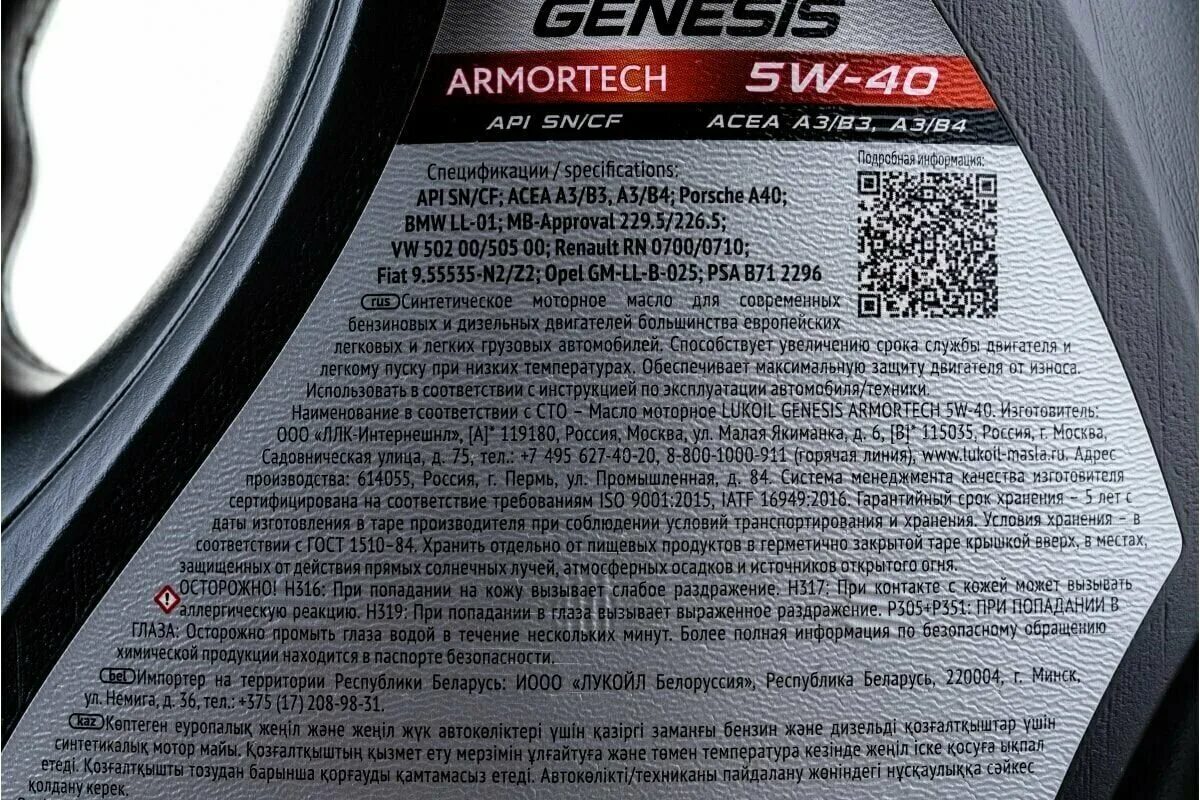 GENESIS
ARMORTECH 5W-40
API SN/CF ACEA A3/B3, A3/B4
Подробная информация:
Спецификации / specifications:
API SN/CF; ACEA A3/B3, A3/B4; Porsche A40;
BMW LL-01; MB-Approval 229.5/226.5;
VW 502 00/505 00; Renault RN 0700/0710;
Fiat 9.55535-N2/Z2; Opel GM-LL-B-025; PSA B71 2296
rus Синтетическое моторное масло для современных
бензиновых и дизельных двигателей большинства европейских
легковых и легких грузовых автомобилей. Способствует увеличению срока службы двигателя и
легкому пуску при низких температурах. Обеспечивает максимальную защиту двигателя от износа.
Использовать в соответствии с инструкцией по эксплуатации автомобиля/техники.
Наименование в соответствии с СТО – Масло моторное LUKOIL GENESIS ARMORTECH 5W-40. Изготовитель:
ООО «ЛЛК-Интернешнл», [A]* 119180, Россия, Москва, ул. Малая Якиманка, д. 6, [B]* 115035, Россия, г. Москва,
Садовническая улица, д. 75, тел.: +7 495 627-40-20, 8-800-1000-911 (горячая линия), www.lukoil-masla.ru. Адрес
производства: 614055, Россия, г. Пермь, ул. Промышленная, д. 84. Система менеджмента качества изготовителя
сертифицирована на соответствие требованиям ISO 9001:2015, IATF 16949:2016. Гарантийный срок хранения – 5 лет с
даты изготовления в таре производителя при соблюдении условий транспортирования и хранения. Условия хранения – в
соответствии с ГОСТ 1510-84. Хранить отдельно от пищевых продуктов в герметично закрытой таре крышкой вверх, в местах,
защищенных от действия прямых солнечных лучей, атмосферных осадков и источников открытого огня.
ОСТОРОЖНО! H316: При попадании на кожу вызывает слабое раздражение. H317: При контакте с кожей может вызывать
аллергическую реакцию. H319: При попадании в глаза вызывает выраженное раздражение. P305+P351: ПРИ ПОПАДАНИИ В
ГЛАЗА: Осторожно промыть глаза водой в течение нескольких минут. Более полная информация по безопасному обращению
химической продукции находится в паспорте безопасности.
bel Импортер на территории Республики Беларусь: ИООО «ЛУКОЙЛ Белоруссия», Республика Беларусь, 220004, г. Минск,
ул. Немига, д. 36, тел.: +375 (17) 208-98-31.
kaz Көптеген еуропалық жеңіл және жеңіл жүк автокөліктері үшін қазіргі заманғы бензин және дизельді қозғалтқыштар үшін
синтетикалық мотор майы. Қозғалтқыштың қызмет ету мерзімін ұлғайтуға және төмен температура кезінде жеңіл іске қосуға ықпал
етеді. Қозғалтқышты тозудан барынша қорғауды қамтамасыз етеді. Автокөлікті/техниканы пайдалану жөніндегі нұсқаулыққа сәйкес
қолдану керек.